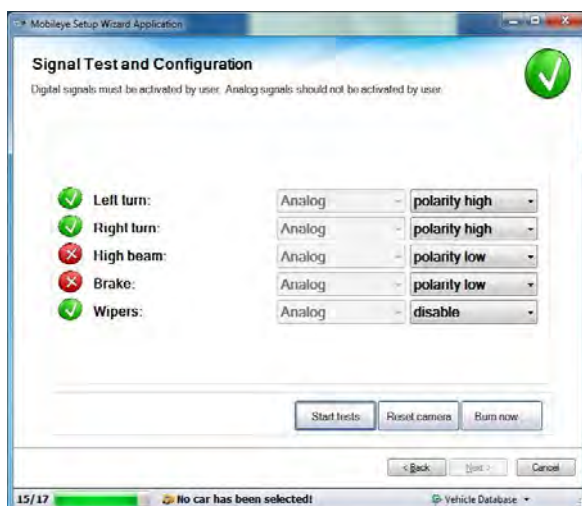 Mobileye Setup Wizard Application
Signal Test and Configuration
Digital signals must be activated by user. Analog signals should not be activated by user.
Left turn: Analog polarity high
Right turn: Analog polarity high
High beam: Analog polarity low
Brake: Analog polarity low
Wipers: Analog disable
Start tests Reset camera Burn now
< Back Next > Cancel
15/17 No car has been selected! Vehicle Database